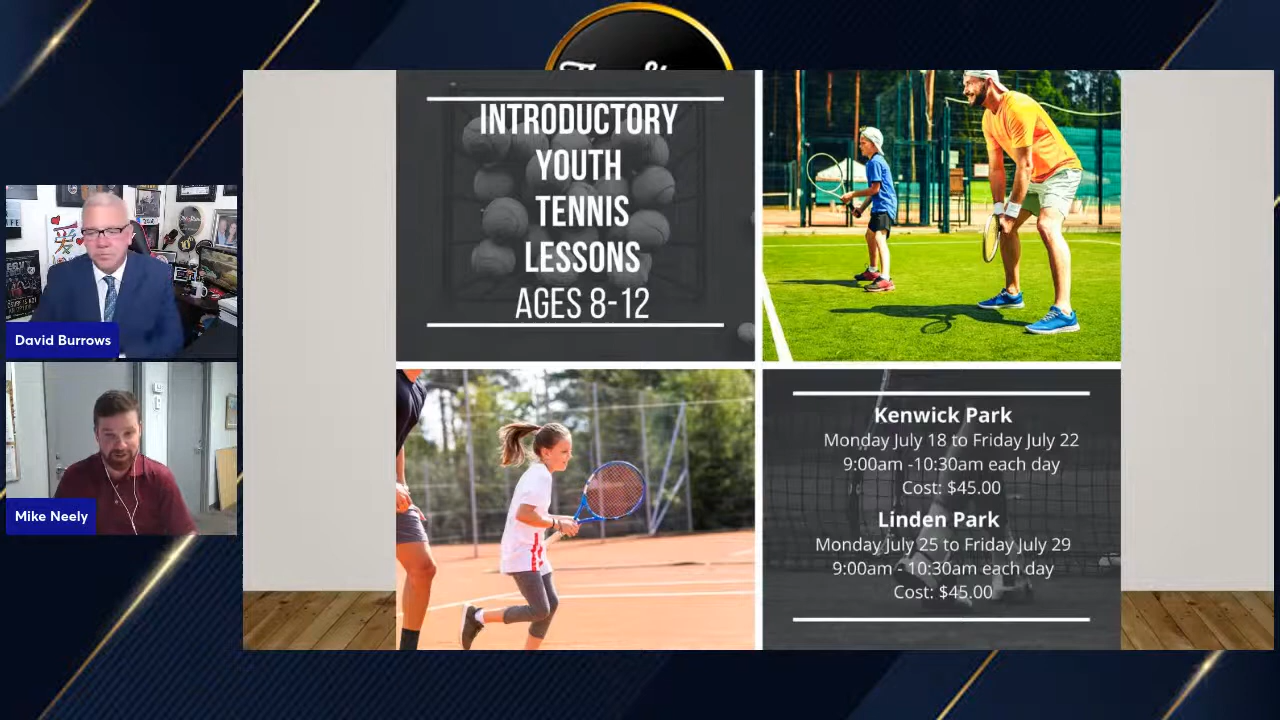 INTRODUCTORY
YOUTH
TENNIS
LESSONS
AGES 8-12
David Burrows
Mike Neely
Kenwick Park
Monday July 18 to Friday July 22
9:00am -10:30am each day
Cost: $45.00
Linden Park
Monday July 25 to Friday July 29
9:00am - 10:30am each day
Cost: $45.00